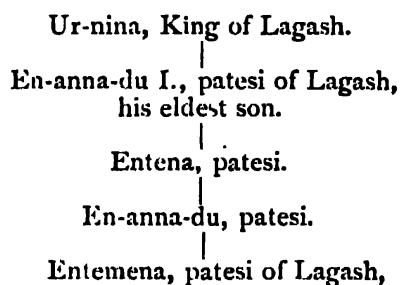 Ur-nina, King of Lagash.
En-anna-du I., patesi of Lagash,
his eldest son.
Entena, patesi.
En-anna-du, patesi.
Entemena, patesi of Lagash,